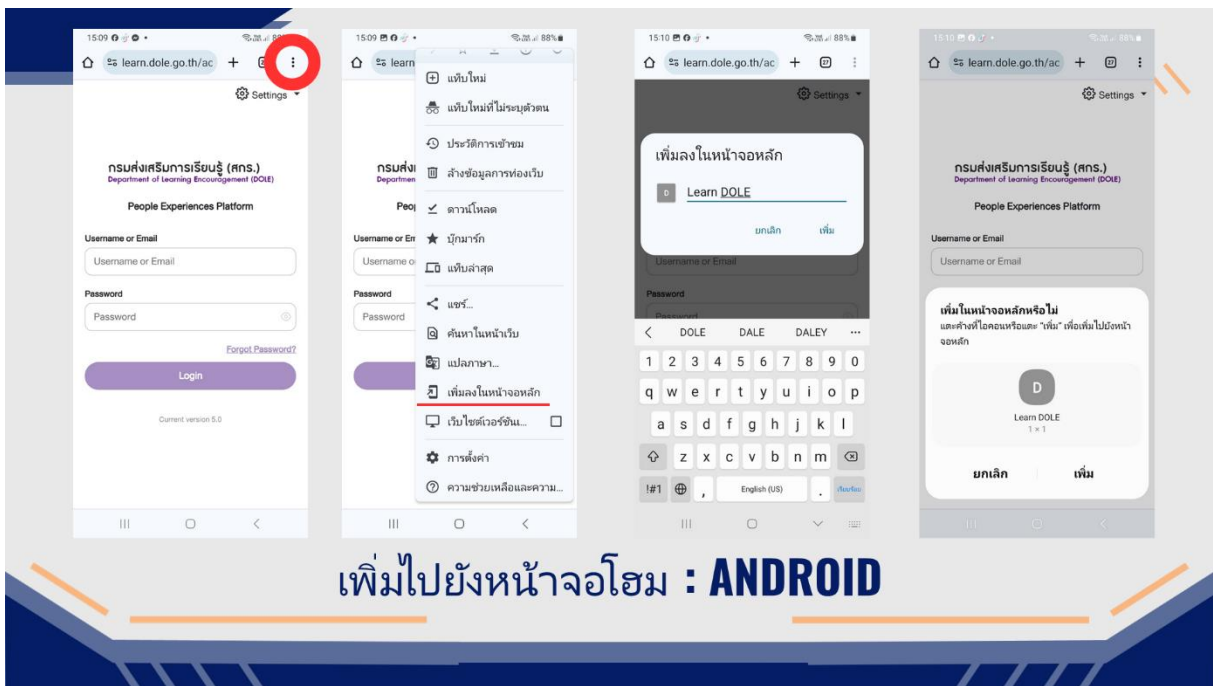 15:09
88%
learn.dole.go.th/ac
27
Settings
กรมส่งเสริมการเรียนรู้ (สกร.)
Department of Learning Encouragement (DOLE)
People Experiences Platform
Username or Email
Username or Email
Password
Password
Forgot Password?
Login
Current version 5.0
15:09
88%
learn
กรมส่ง
Departmen
Peo
Username or Em
Username o
Password
Password
แท็บใหม่
แท็บใหม่ที่ไม่ระบุตัวตน
ประวัติการเข้าชม
ล้างข้อมูลการท่องเว็บ
ดาวน์โหลด
บุ๊กมาร์ก
แท็บล่าสุด
แชร์...
ค้นหาในหน้าเว็บ
แปลภาษา...
เพิ่มลงในหน้าจอหลัก
เว็บไซต์เวอร์ชันเ...
การตั้งค่า
ความช่วยเหลือและความ...
15:10
88%
learn.dole.go.th/ac
27
Settings
เพิ่มลงในหน้าจอหลัก
D Learn DOLE
ยกเลิก เพิ่ม
Username or Email
Password
Password
DOLE DALE DALEY ...
1 2 3 4 5 6 7 8 9 0
q w e r t y u i o p
a s d f g h j k l
z x c v b n m
!#1 , English (US) .
15:10
88%
learn.dole.go.th/ac
27
Settings
กรมส่งเสริมการเรียนรู้ (สกร.)
Department of Learning Encouragement (DOLE)
People Experiences Platform
Username or Email
Username or Email
เพิ่มในหน้าจอหลักหรือไม่
แตะค้างที่ไอคอนหรือแตะ "เพิ่ม" เพื่อเพิ่มไปยังหน้า
จอหลัก
D
Learn DOLE
1 × 1
ยกเลิก เพิ่ม
เพิ่มไปยังหน้าจอโฮม : ANDROID